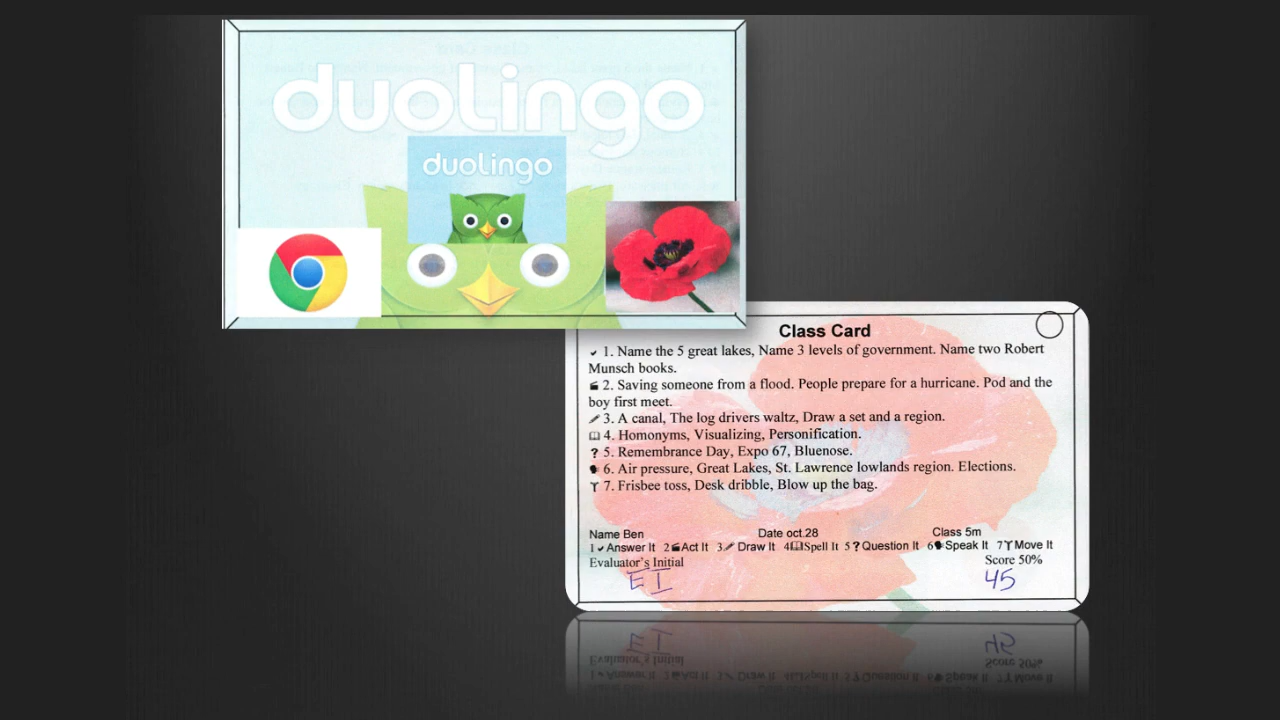 duolingo
duolingo
Class Card
1. Name the 5 great lakes, Name 3 levels of government. Name two Robert
Munsch books.
2. Saving someone from a flood. People prepare for a hurricane. Pod and the
boy first meet.
3. A canal, The log drivers waltz, Draw a set and a region.
4. Homonyms, Visualizing, Personification.
? 5. Remembrance Day, Expo 67, Bluenose.
6. Air pressure, Great Lakes, St. Lawrence lowlands region. Elections.
7. Frisbee toss, Desk dribble, Blow up the bag.
Name Ben Date oct.28 Class 5m
1 ✔ Answer It 2 Act It 3 Draw It 4 Spell It 5 ? Question It 6 Speak It 7 Move It
Evaluator's Initial Score 50%
EI 45